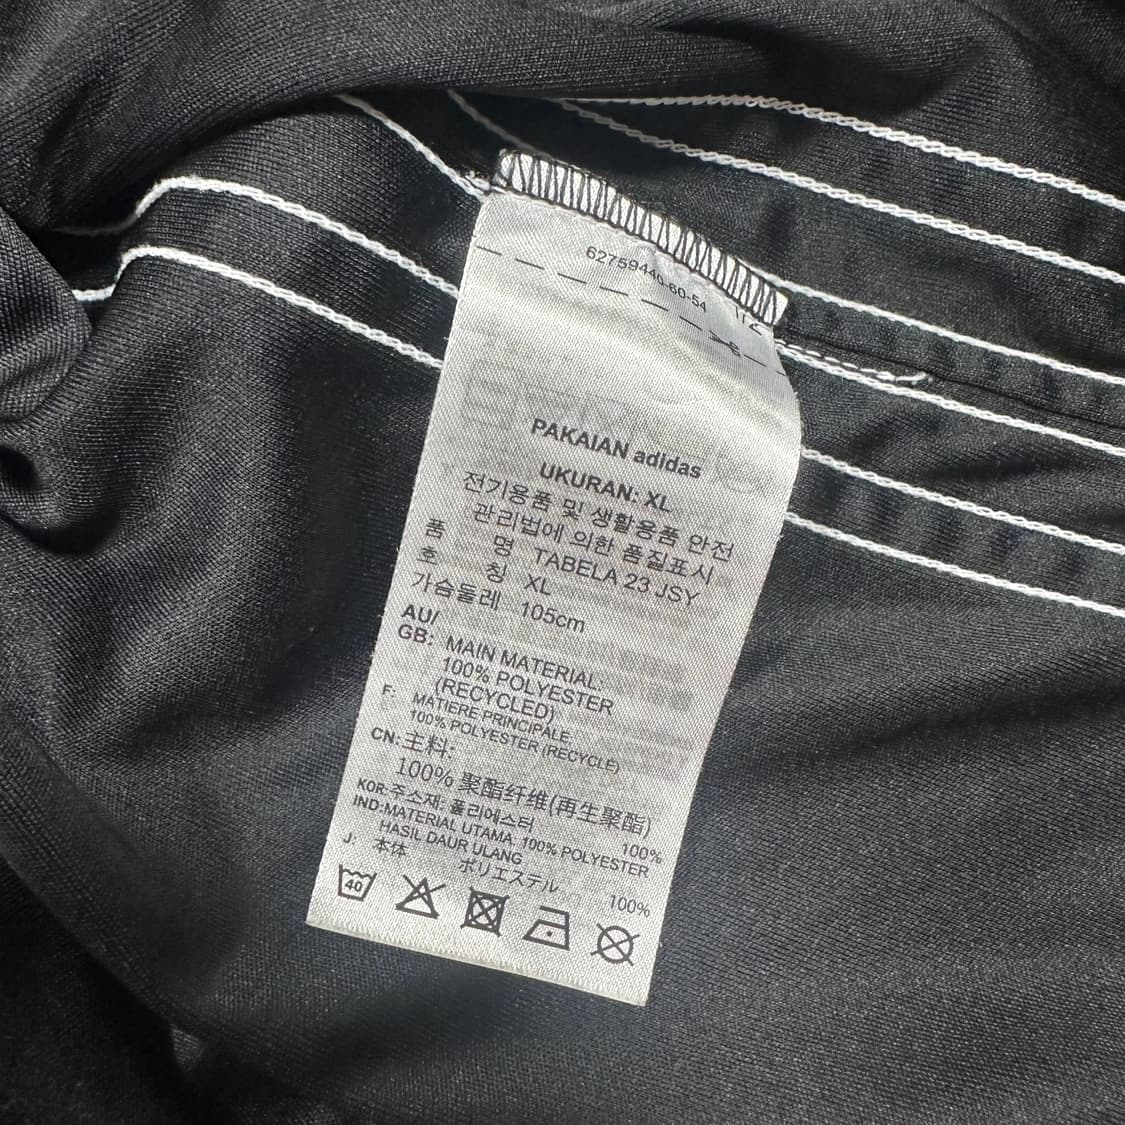 62759440-60-54
PAKAIAN adidas
UKURAN: XL
전기용품 및 생활용품 안전
관리법에 의한 품질표시
품 명 TABELA 23 JSY
호 칭 XL
가슴둘레 105cm
AU/
GB: MAIN MATERIAL:
100% POLYESTER
(RECYCLED)
F: MATIERE PRINCIPALE:
100% POLYESTER (RECYCLÉ)
CN: 主料:
100% 聚酯纤维(再生聚酯)
KOR: 주소재: 폴리에스터 100%
IND: MATERIAL UTAMA: 100% POLYESTER
HASIL DAUR ULANG
J: 本体 ポリエステル 100%
40